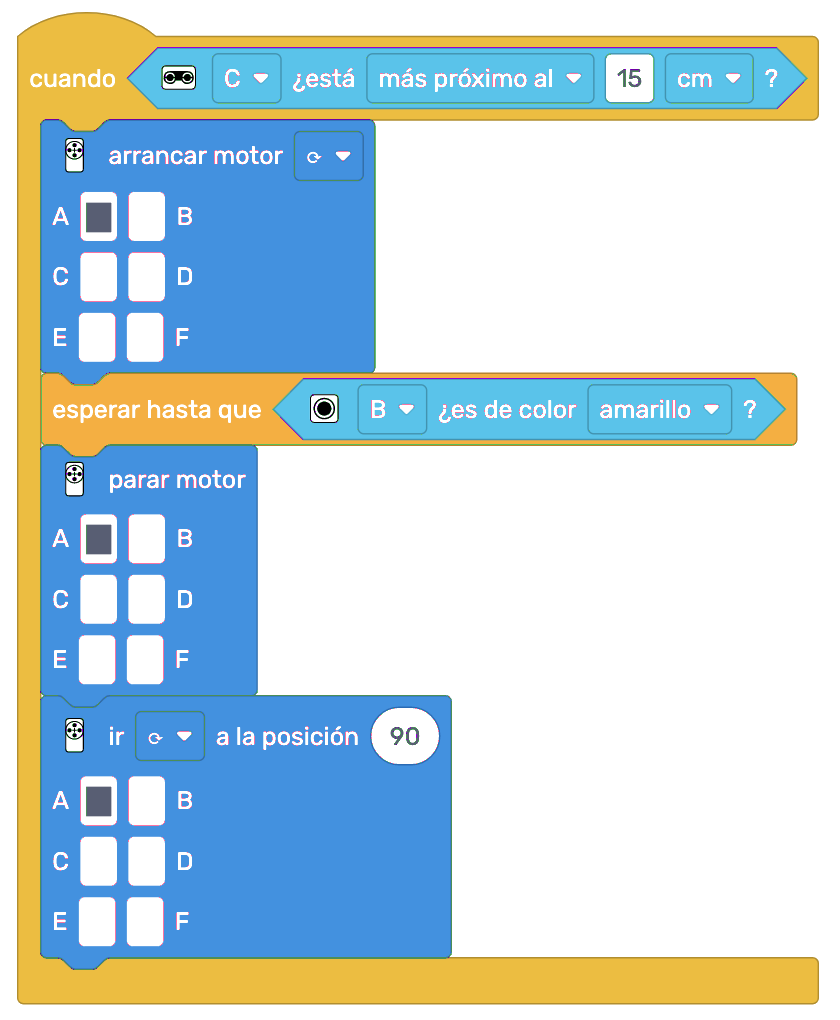 cuando C ¿está más próximo al 15 cm ?
arrancar motor
A B
C D
E F
esperar hasta que B ¿es de color amarillo ?
parar motor
A B
C D
E F
ir a la posición 90
A B
C D
E F